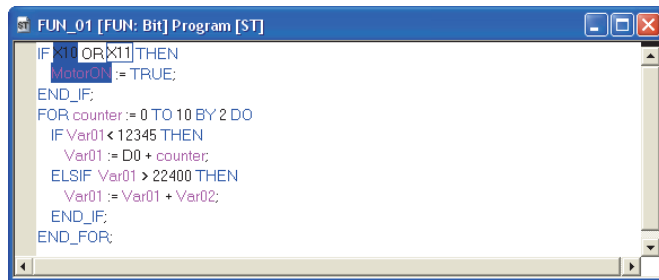 ST FUN_01 [FUN: Bit] Program [ST]
IF X10 OR X11 THEN
MotorON := TRUE;
END_IF;
FOR counter := 0 TO 10 BY 2 DO
IF Var01 < 12345 THEN
Var01 := D0 + counter;
ELSIF Var01 > 22400 THEN
Var01 := Var01 + Var02;
END_IF;
END_FOR;